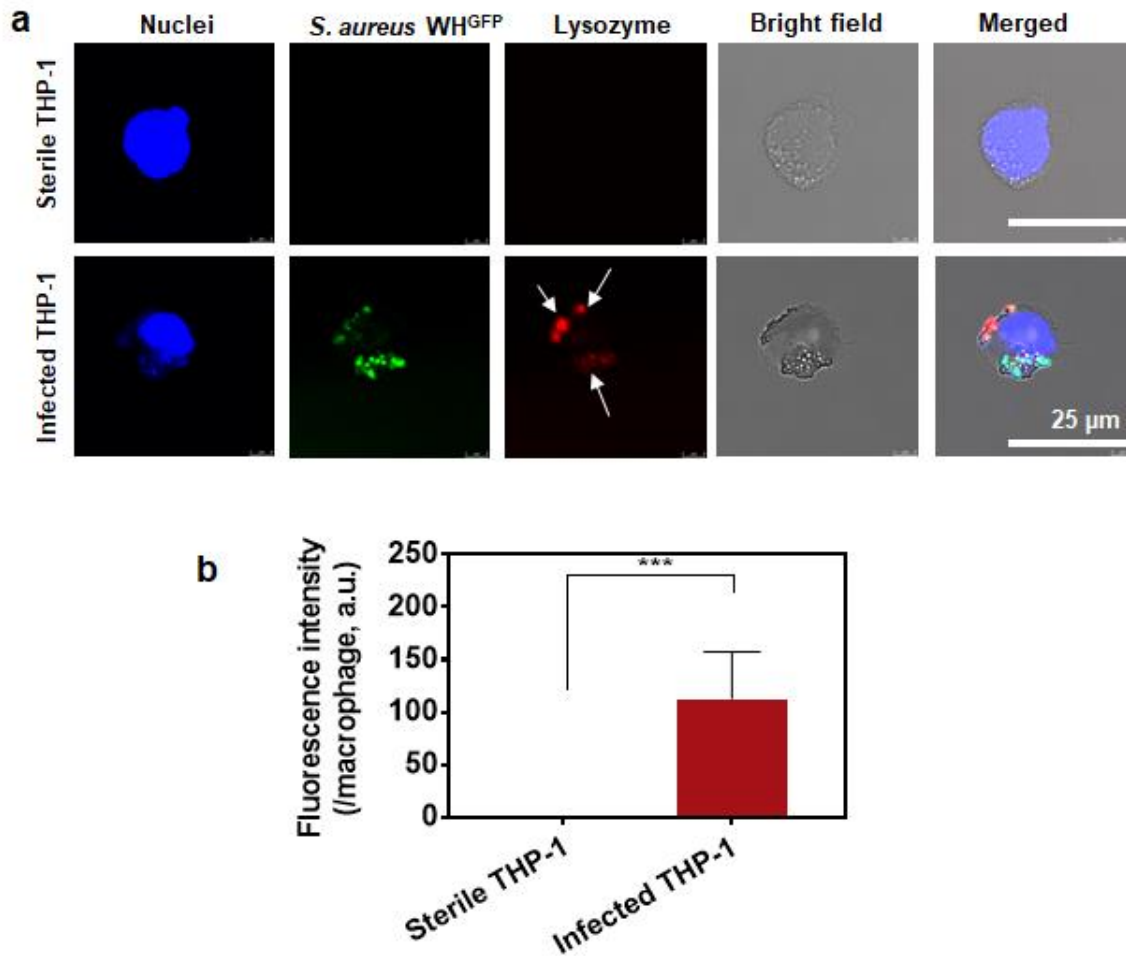 a
Nuclei
S. aureus WHGFP
Lysozyme
Bright field
Merged
Sterile THP-1
Infected THP-1
25 µm
b
Fluorescence intensity
(/macrophage, a.u.)
250
200
150
100
50
0
***
Sterile THP-1
Infected THP-1